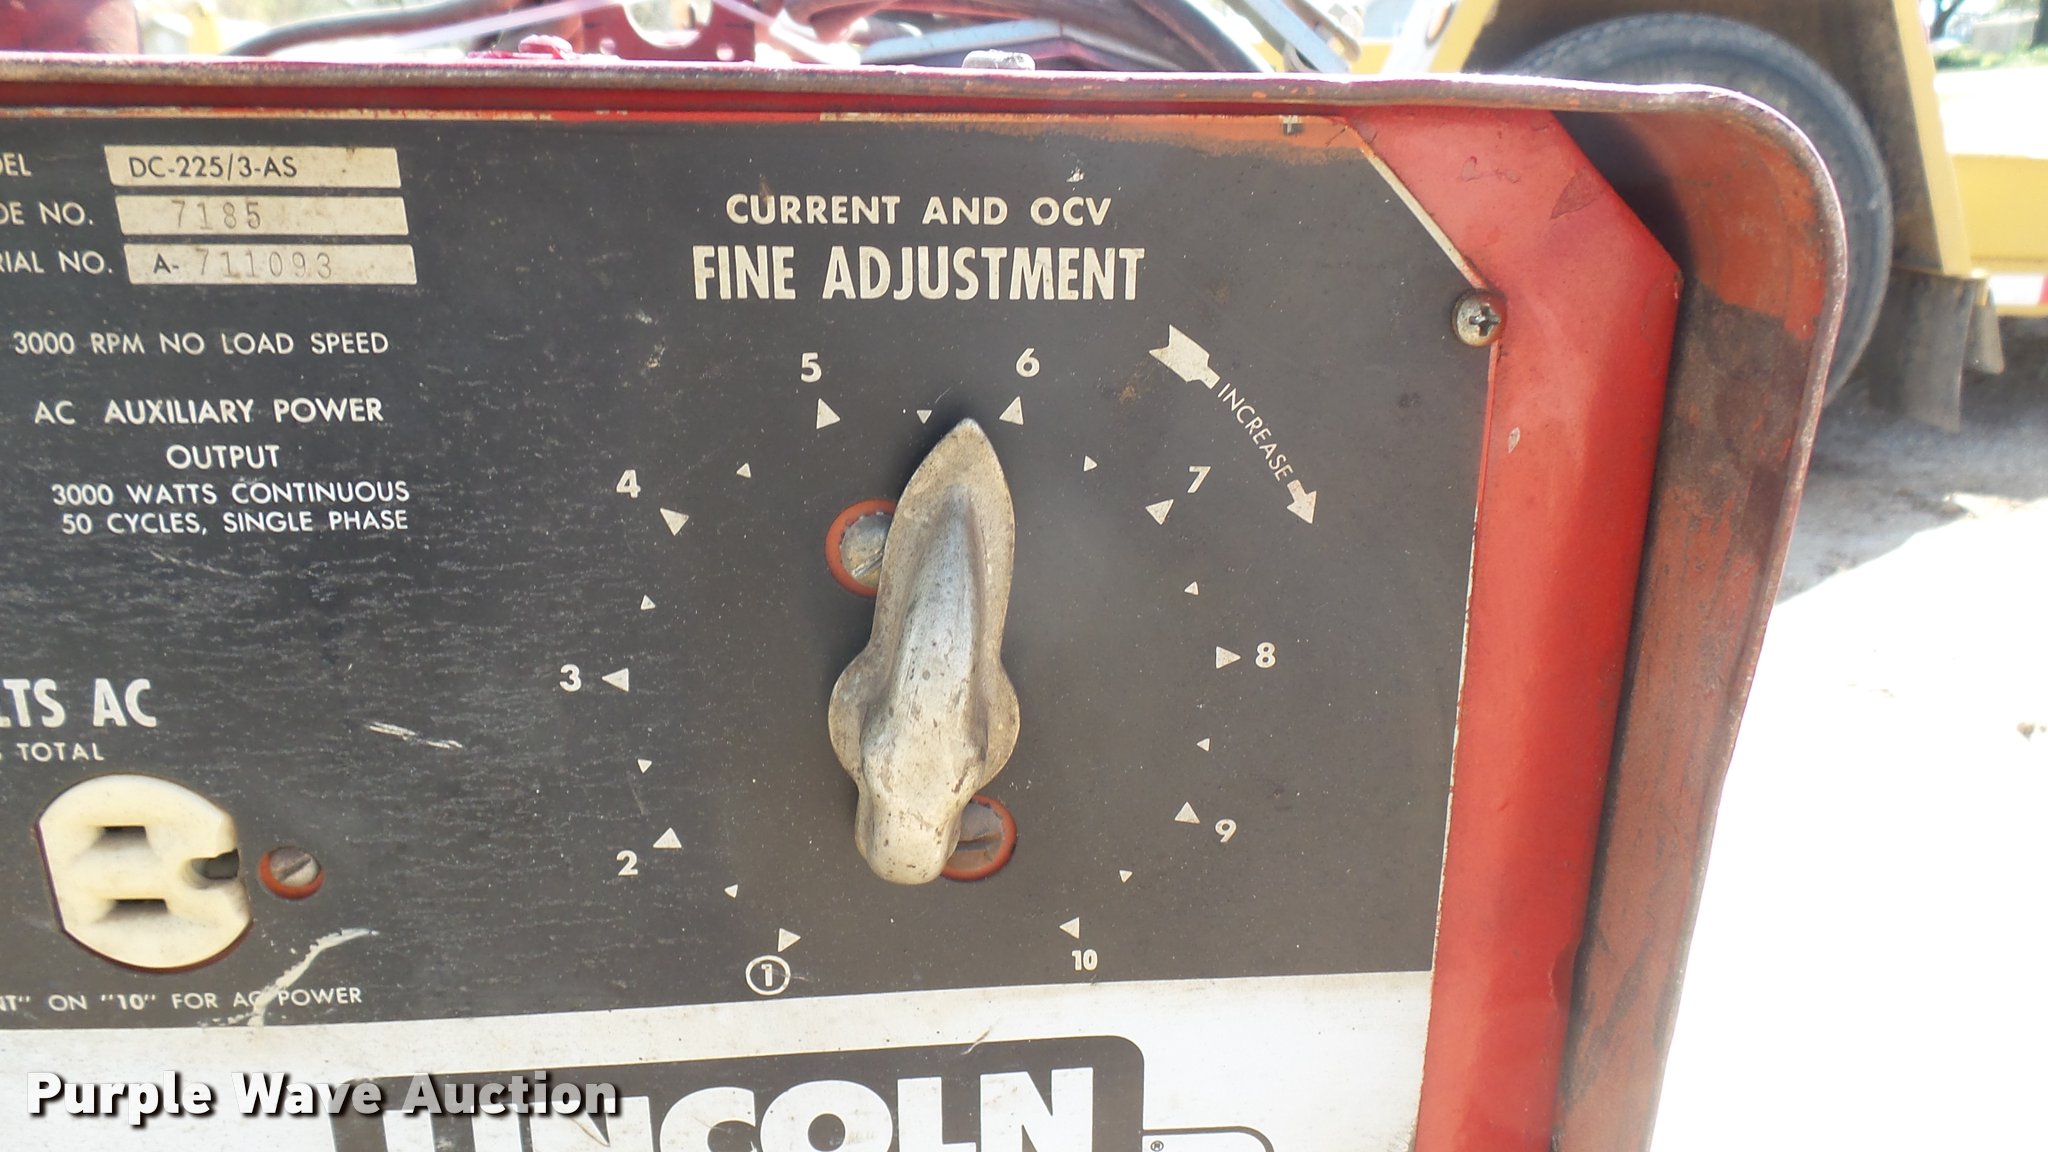 DEL DC-225/3-AS
DE NO. 7185
RIAL NO. A-711093
3000 RPM NO LOAD SPEED
AC AUXILIARY POWER
OUTPUT
3000 WATTS CONTINUOUS
50 CYCLES, SINGLE PHASE
LTS AC
TOTAL
NT" ON "10" FOR AC POWER
CURRENT AND OCV
FINE ADJUSTMENT
INCREASE
1
2
3
4
5
6
7
8
9
10
LINCOLN
®
Purple Wave Auction